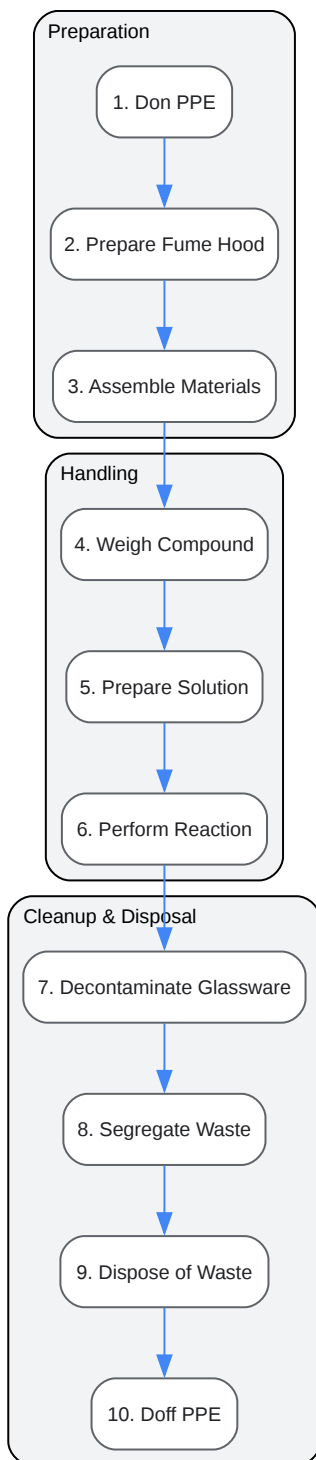 Preparation
1. Don PPE
2. Prepare Fume Hood
3. Assemble Materials
Handling
4. Weigh Compound
5. Prepare Solution
6. Perform Reaction
Cleanup & Disposal
7. Decontaminate Glassware
8. Segregate Waste
9. Dispose of Waste
10. Doff PPE